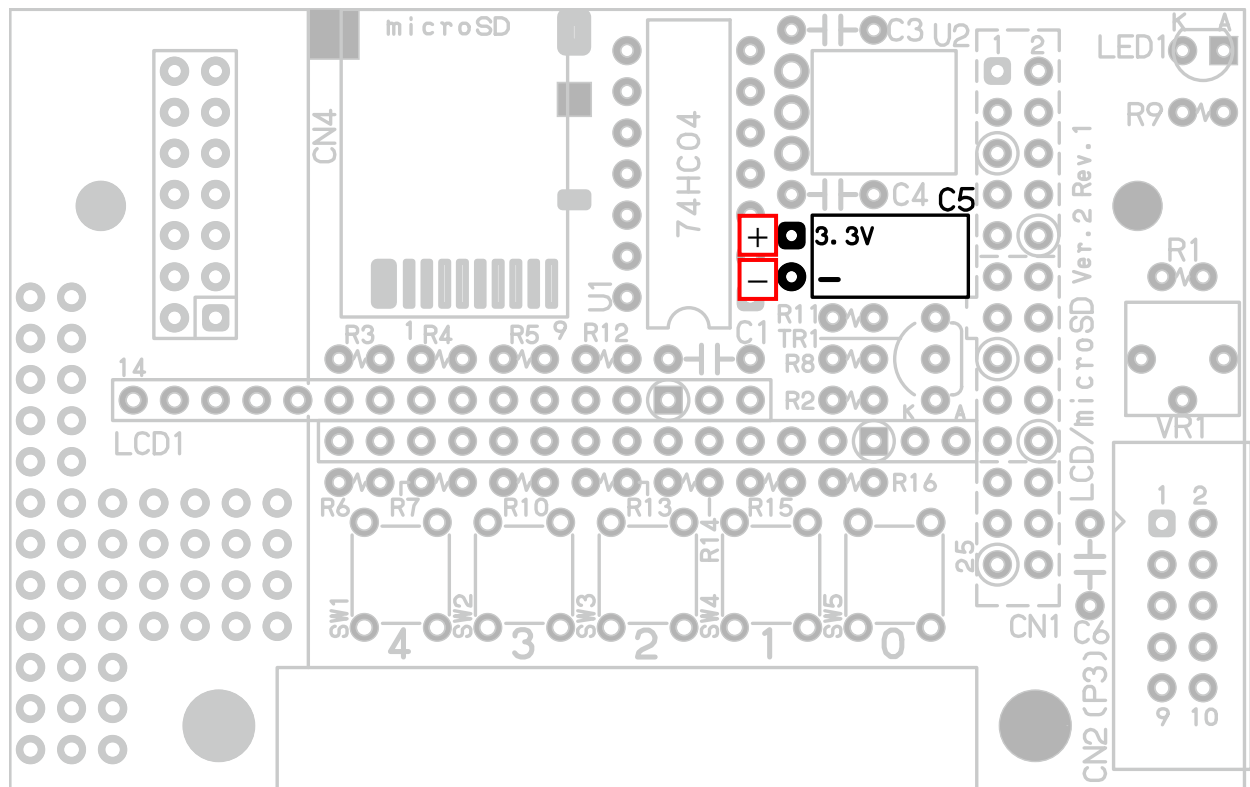 microSD
C3
U2
1
2
K
A
LED1
R9
CN4
74HC04
C4
C5
+
3.3V
−
−
LCD/microSD Ver.2 Rev.1
R1
U1
R11
TR1
C1
R3
1
R4
R5
9
R12
R8
14
R2
K
A
LCD1
VR1
R6
R7
R10
R13
R14
R15
R16
1
2
25
SW1
SW2
SW3
SW4
SW5
4
3
2
1
0
CN1
C6
CN2(P3)
9
10